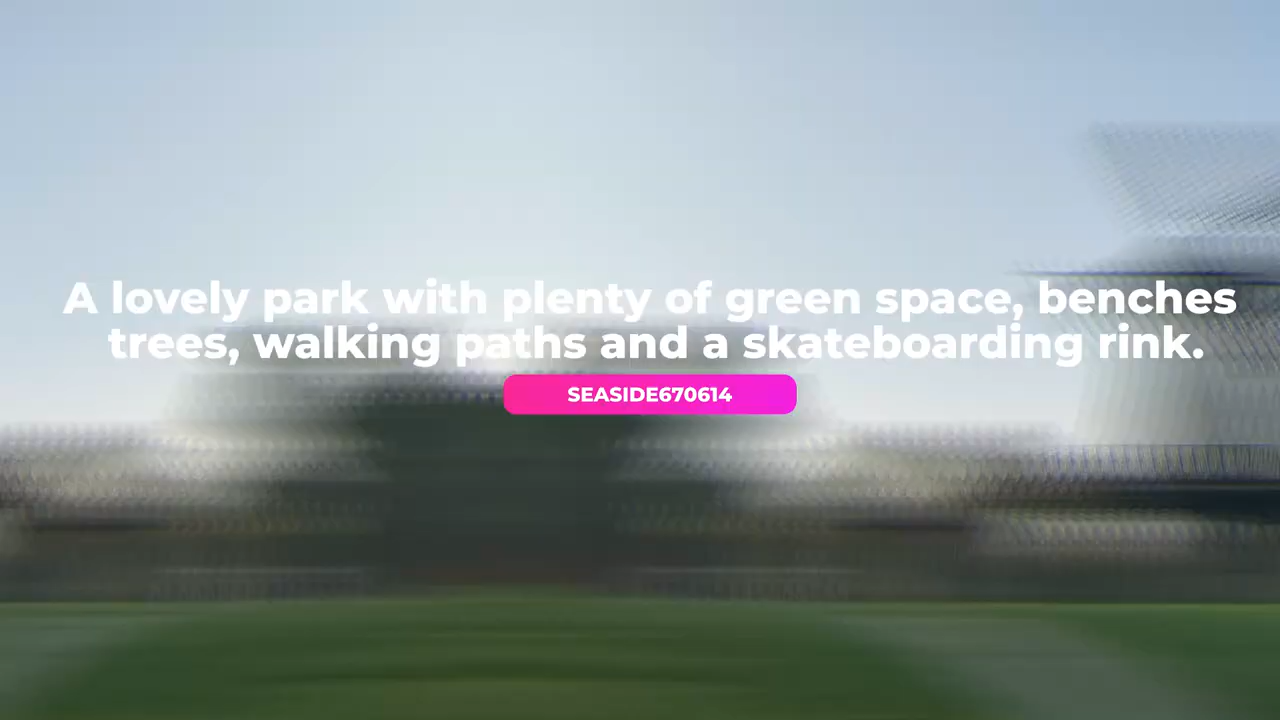 A lovely park with plenty of green space, benches
trees, walking paths and a skateboarding rink.
SEASIDE670614